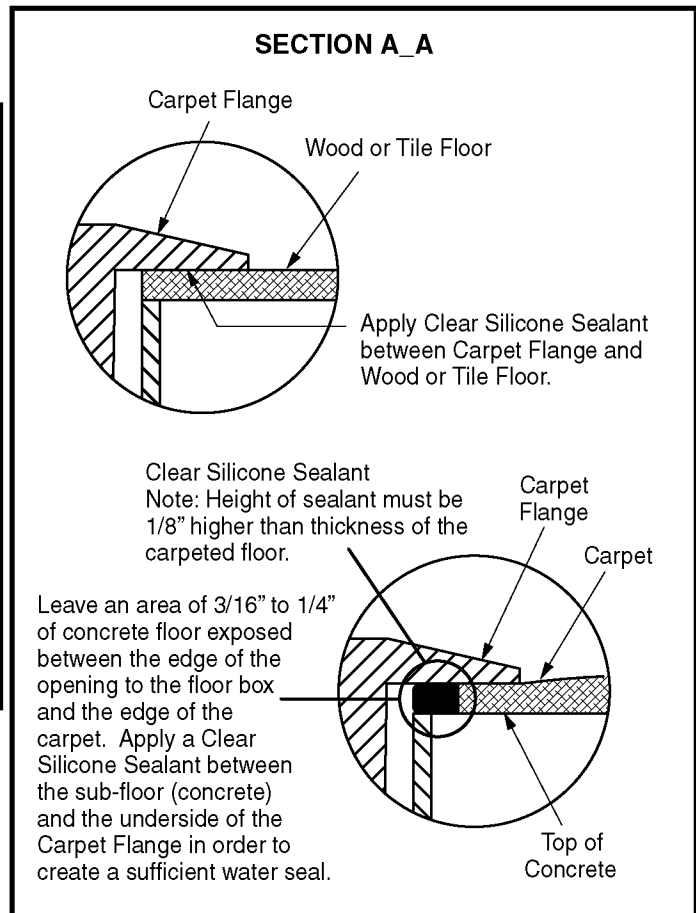 SECTION A_A
Carpet Flange
Wood or Tile Floor
Apply Clear Silicone Sealant
between Carpet Flange and
Wood or Tile Floor.
Clear Silicone Sealant
Note: Height of sealant must be
1/8” higher than thickness of the
carpeted floor.
Carpet
Flange
Carpet
Leave an area of 3/16” to 1/4”
of concrete floor exposed
between the edge of the
opening to the floor box
and the edge of the
carpet. Apply a Clear
Silicone Sealant between
the sub-floor (concrete)
and the underside of the
Carpet Flange in order to
create a sufficient water seal.
Top of
Concrete